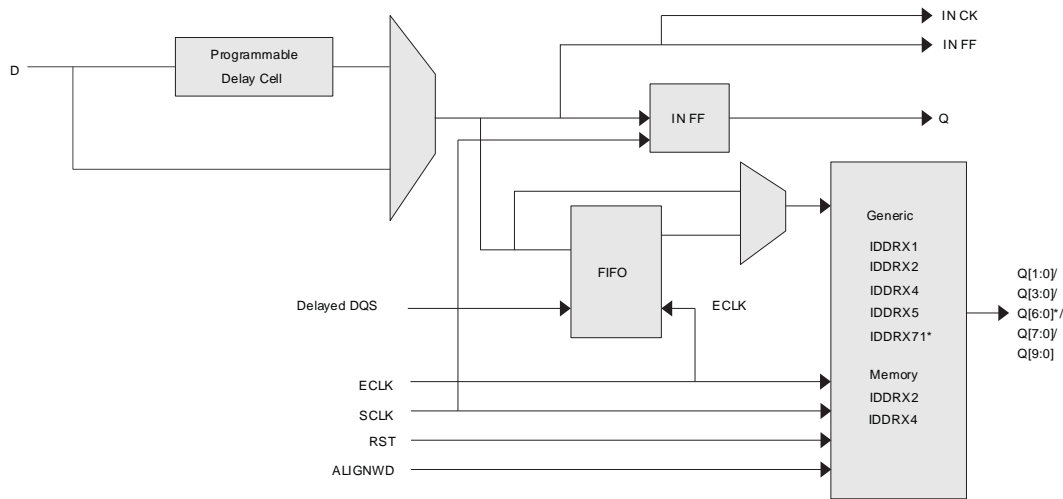 IN CK
IN FF
Programmable
Delay Cell
D
IN FF
Q
Generic
IDDRX1
IDDRX2
IDDRX4
IDDRX5
IDDRX71*
Memory
IDDRX2
IDDRX4
FIFO
Q[1:0]/
Q[3:0]/
Q[6:0]*/
Q[7:0]/
Q[9:0]
Delayed DQS
ECLK
ECLK
SCLK
RST
ALIGNWD